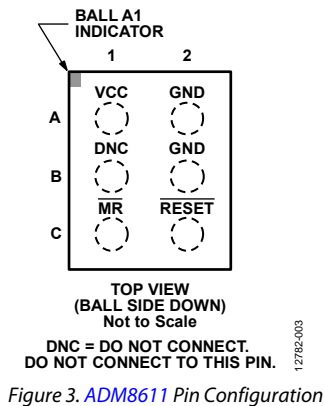 BALL A1
INDICATOR
1 2
A
VCC GND
B
DNC GND
C
MR RESET
TOP VIEW
(BALL SIDE DOWN)
Not to Scale
DNC = DO NOT CONNECT.
DO NOT CONNECT TO THIS PIN.
12782-003
Figure 3. ADM8611 Pin Configuration